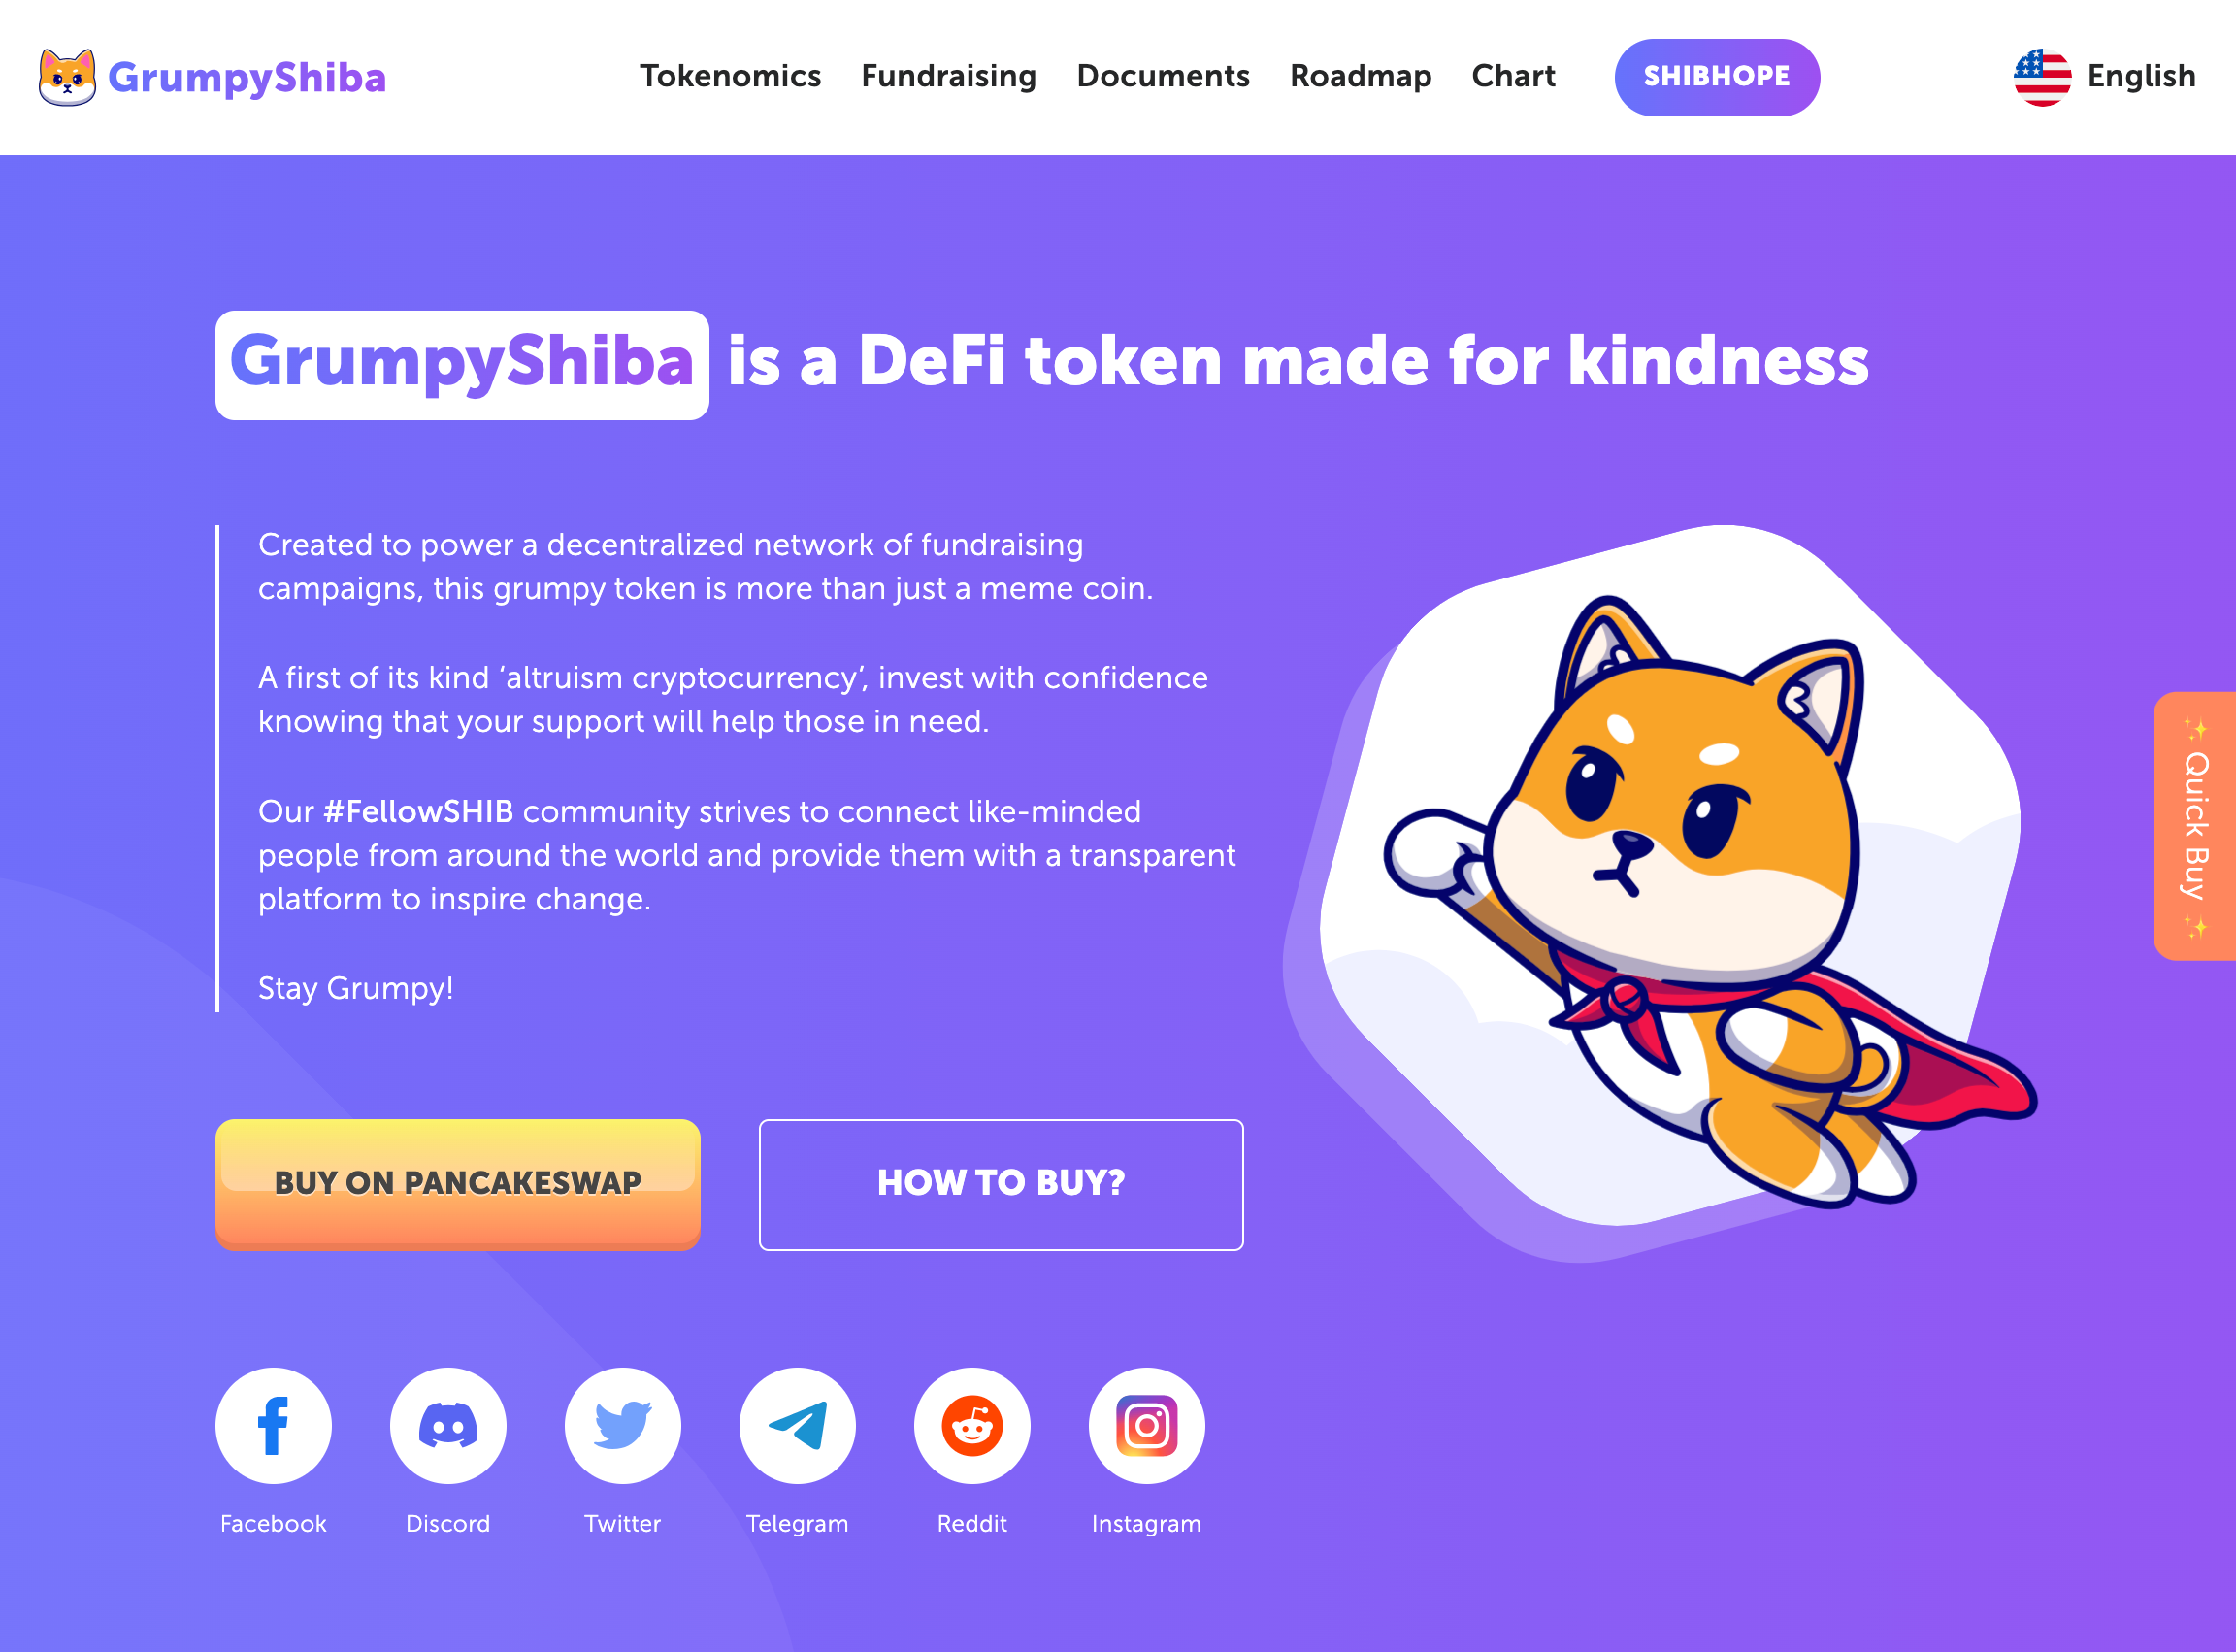 GrumpyShiba
Tokenomics
Fundraising
Documents
Roadmap
Chart
SHIBHOPE
English
GrumpyShiba is a DeFi token made for kindness
Created to power a decentralized network of fundraising
campaigns, this grumpy token is more than just a meme coin.
A first of its kind ‘altruism cryptocurrency’, invest with confidence
knowing that your support will help those in need.
Our #FellowSHIB community strives to connect like-minded
people from around the world and provide them with a transparent
platform to inspire change.
Stay Grumpy!
✨ Quick Buy ✨
BUY ON PANCAKESWAP
HOW TO BUY?
Facebook
Discord
Twitter
Telegram
Reddit
Instagram